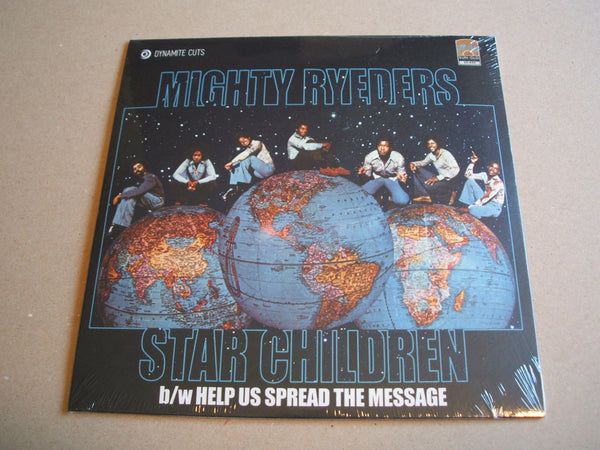 DYNAMITE CUTS
MIGHTY RYEDERS
STAR CHILDREN
b/w HELP US SPREAD THE MESSAGE